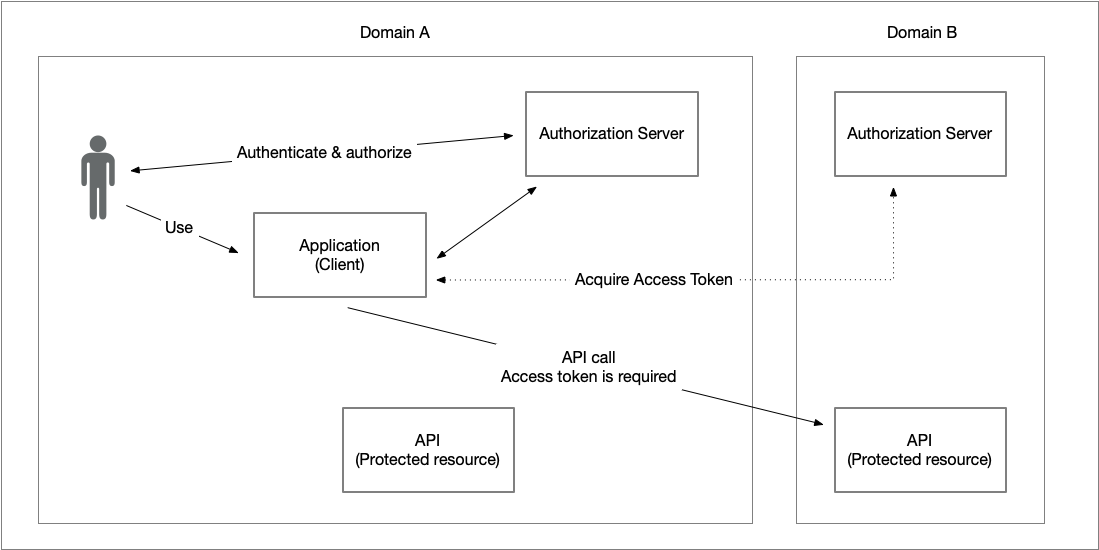 Domain A
Domain B
Authorization Server
Authorization Server
Authenticate & authorize
Use
Application
(Client)
Acquire Access Token
API call
Access token is required
API
(Protected resource)
API
(Protected resource)